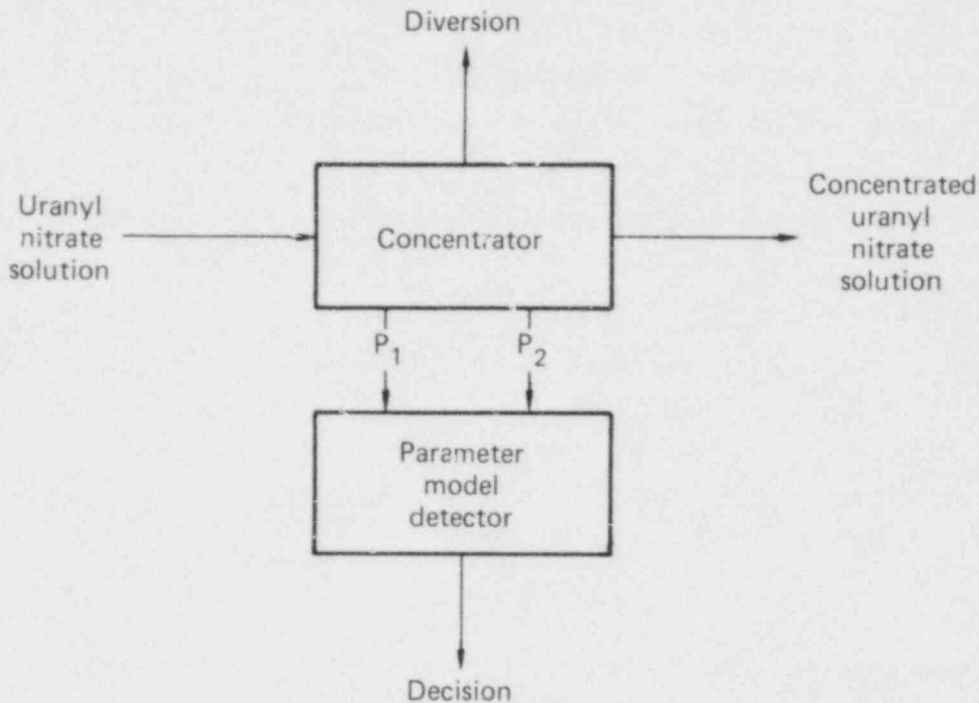 Diversion
Uranyl
nitrate
solution
Concentrator
Concentrated
uranyl
nitrate
solution
P1
P2
Parameter
model
detector
Decision